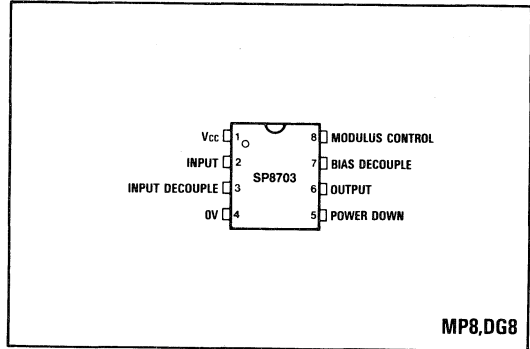 Vcc 1 8 MODULUS CONTROL
INPUT 2 7 BIAS DECOUPLE
SP8703
INPUT DECOUPLE 3 6 OUTPUT
0V 4 5 POWER DOWN
MP8,DG8